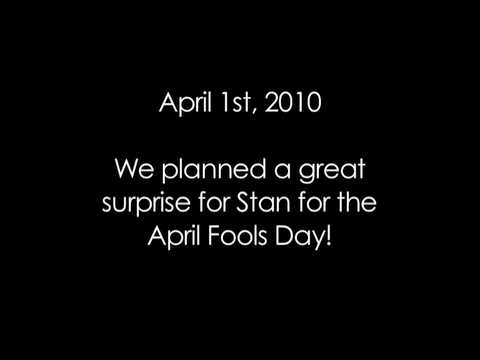 April 1st, 2010
We planned a great
surprise for Stan for the
April Fools Day!